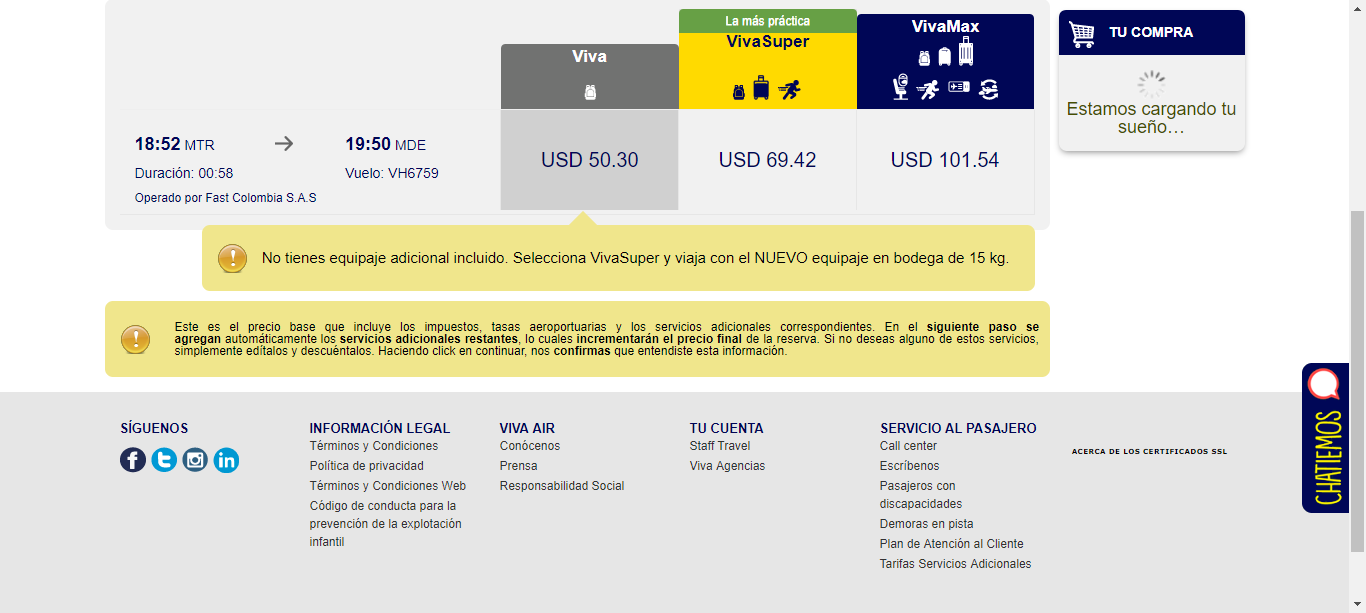 La más práctica
Viva
VivaSuper
VivaMax
TU COMPRA
Estamos cargando tu
sueño…
18:52 MTR
19:50 MDE
USD 50.30
USD 69.42
USD 101.54
Duración: 00:58
Vuelo: VH6759
Operado por Fast Colombia S.A.S
No tienes equipaje adicional incluido. Selecciona VivaSuper y viaja con el NUEVO equipaje en bodega de 15 kg.
Este es el precio base que incluye los impuestos, tasas aeroportuarias y los servicios adicionales correspondientes. En el siguiente paso se
agregan automáticamente los servicios adicionales restantes, lo cuales incrementarán el precio final de la reserva. Si no deseas alguno de estos servicios,
simplemente edítalos y descuéntalos. Haciendo click en continuar, nos confirmas que entendiste esta información.
CHATIEMOS
SÍGUENOS
INFORMACIÓN LEGAL
Términos y Condiciones
Política de privacidad
Términos y Condiciones Web
Código de conducta para la
prevención de la explotación
infantil
VIVA AIR
Conócenos
Prensa
Responsabilidad Social
TU CUENTA
Staff Travel
Viva Agencias
SERVICIO AL PASAJERO
Call center
Escríbenos
Pasajeros con
discapacidades
Demoras en pista
Plan de Atención al Cliente
Tarifas Servicios Adicionales
ACERCA DE LOS CERTIFICADOS SSL